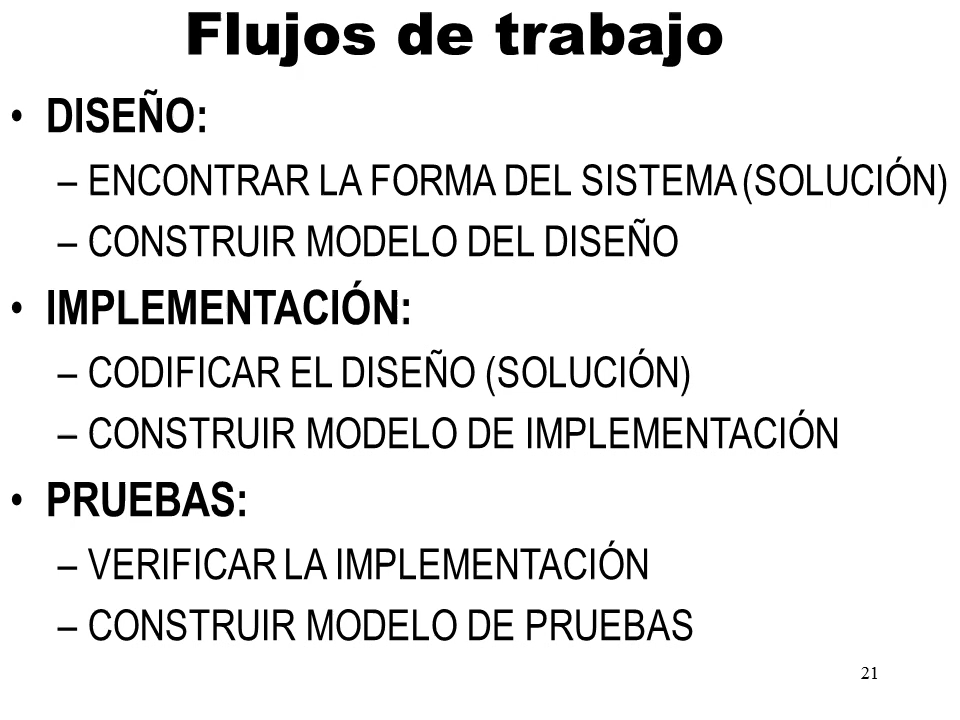 Flujos de trabajo
• DISEÑO:
– ENCONTRAR LA FORMA DEL SISTEMA (SOLUCIÓN)
– CONSTRUIR MODELO DEL DISEÑO
• IMPLEMENTACIÓN:
– CODIFICAR EL DISEÑO (SOLUCIÓN)
– CONSTRUIR MODELO DE IMPLEMENTACIÓN
• PRUEBAS:
– VERIFICAR LA IMPLEMENTACIÓN
– CONSTRUIR MODELO DE PRUEBAS
21